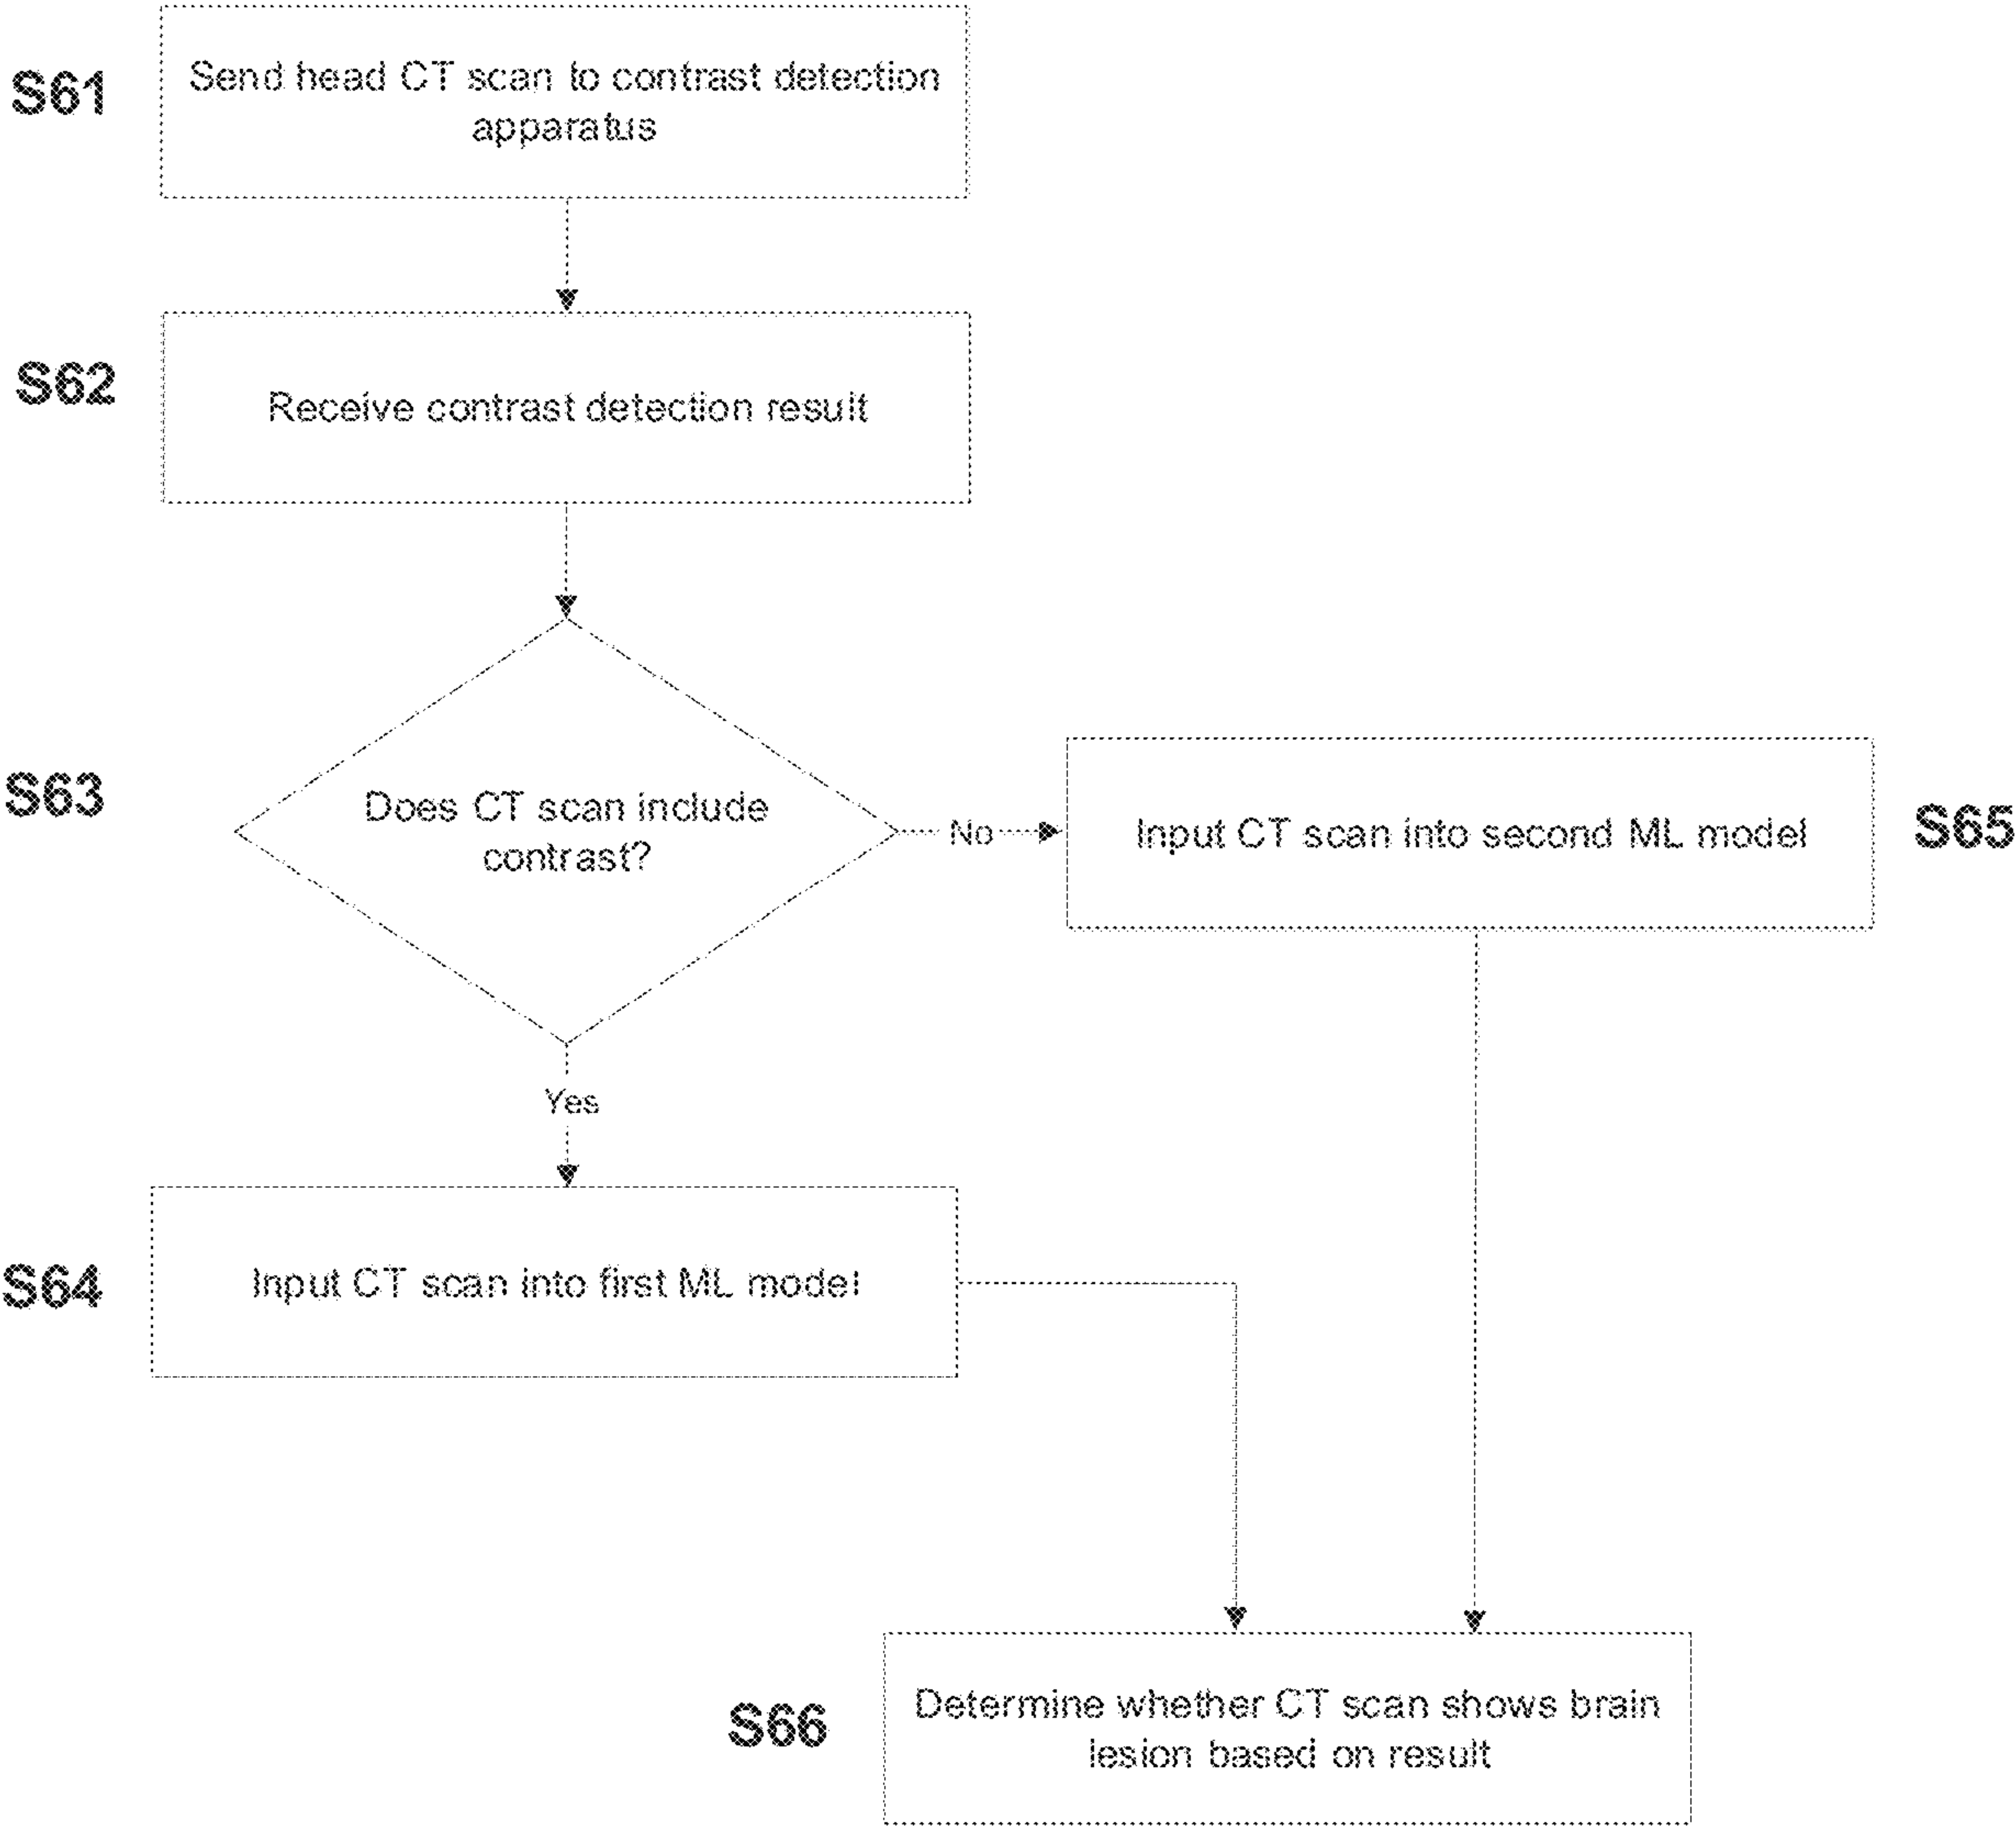 S61
Send head CT scan to contrast detection
apparatus
S62
Receive contrast detection result
S63
Does CT scan include
contrast?
No
Input CT scan into second ML model
S65
Yes
S64
Input CT scan into first ML model
S66
Determine whether CT scan shows brain
lesion based on result